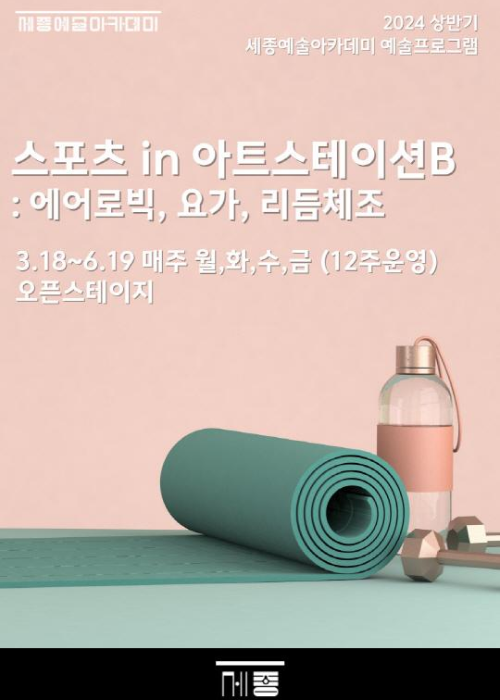 세종예술아카데미
2024 상반기
세종예술아카데미 예술프로그램
스포츠 in 아트스테이션B
: 에어로빅, 요가, 리듬체조
3.18~6.19 매주 월,화,수,금 (12주운영)
오픈스테이지
세종